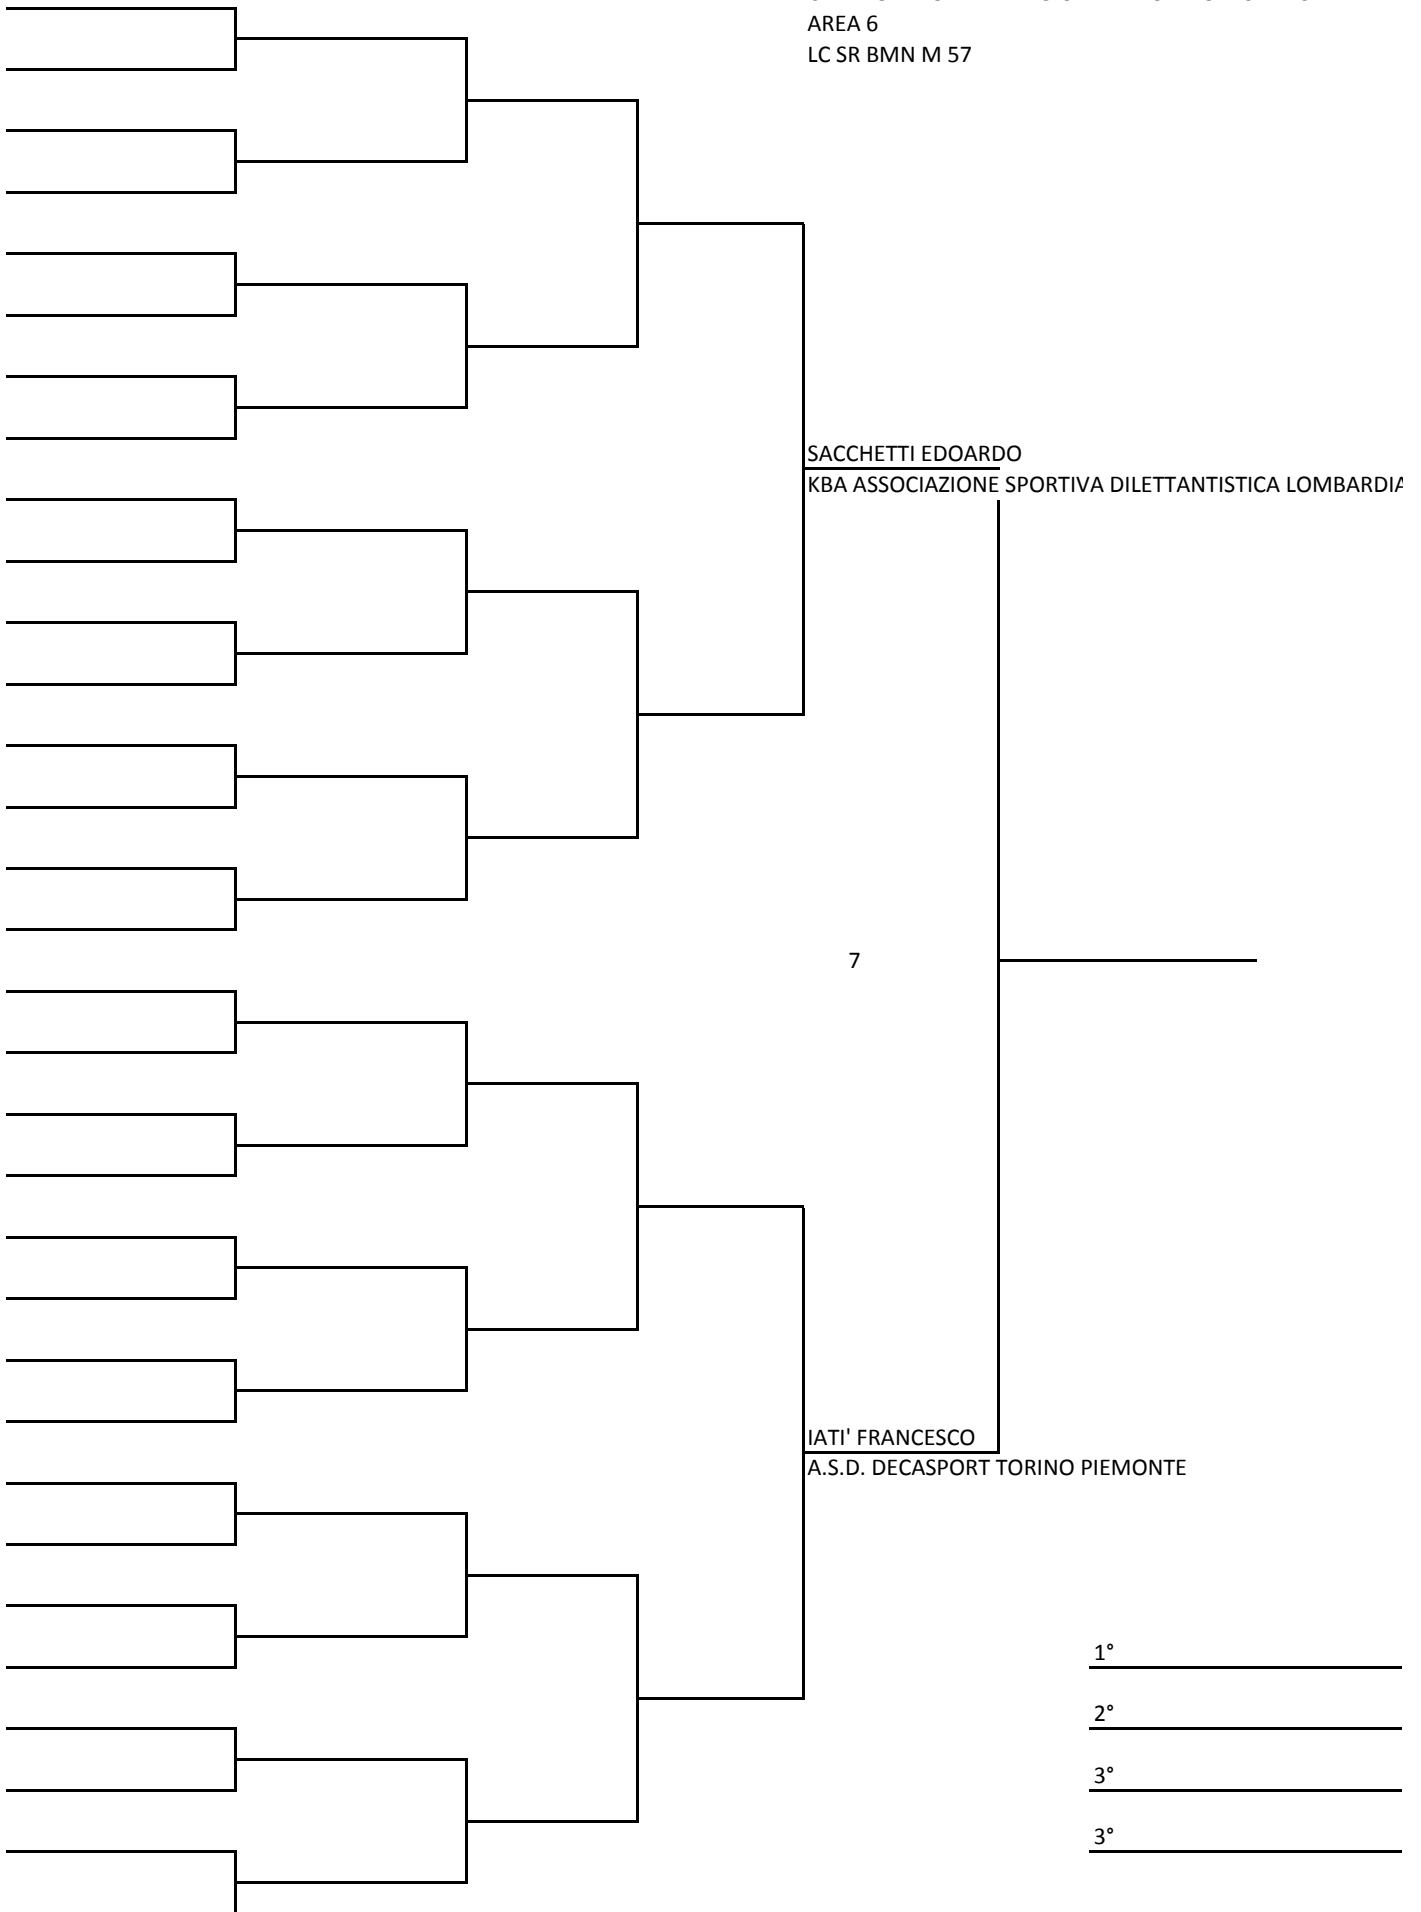 AREA 6
LC SR BMN M 57
SACCHETTI EDOARDO
KBA ASSOCIAZIONE SPORTIVA DILETTANTISTICA LOMBARDIA
7
IATI' FRANCESCO
A.S.D. DECASPORT TORINO PIEMONTE
1°
2°
3°
3°